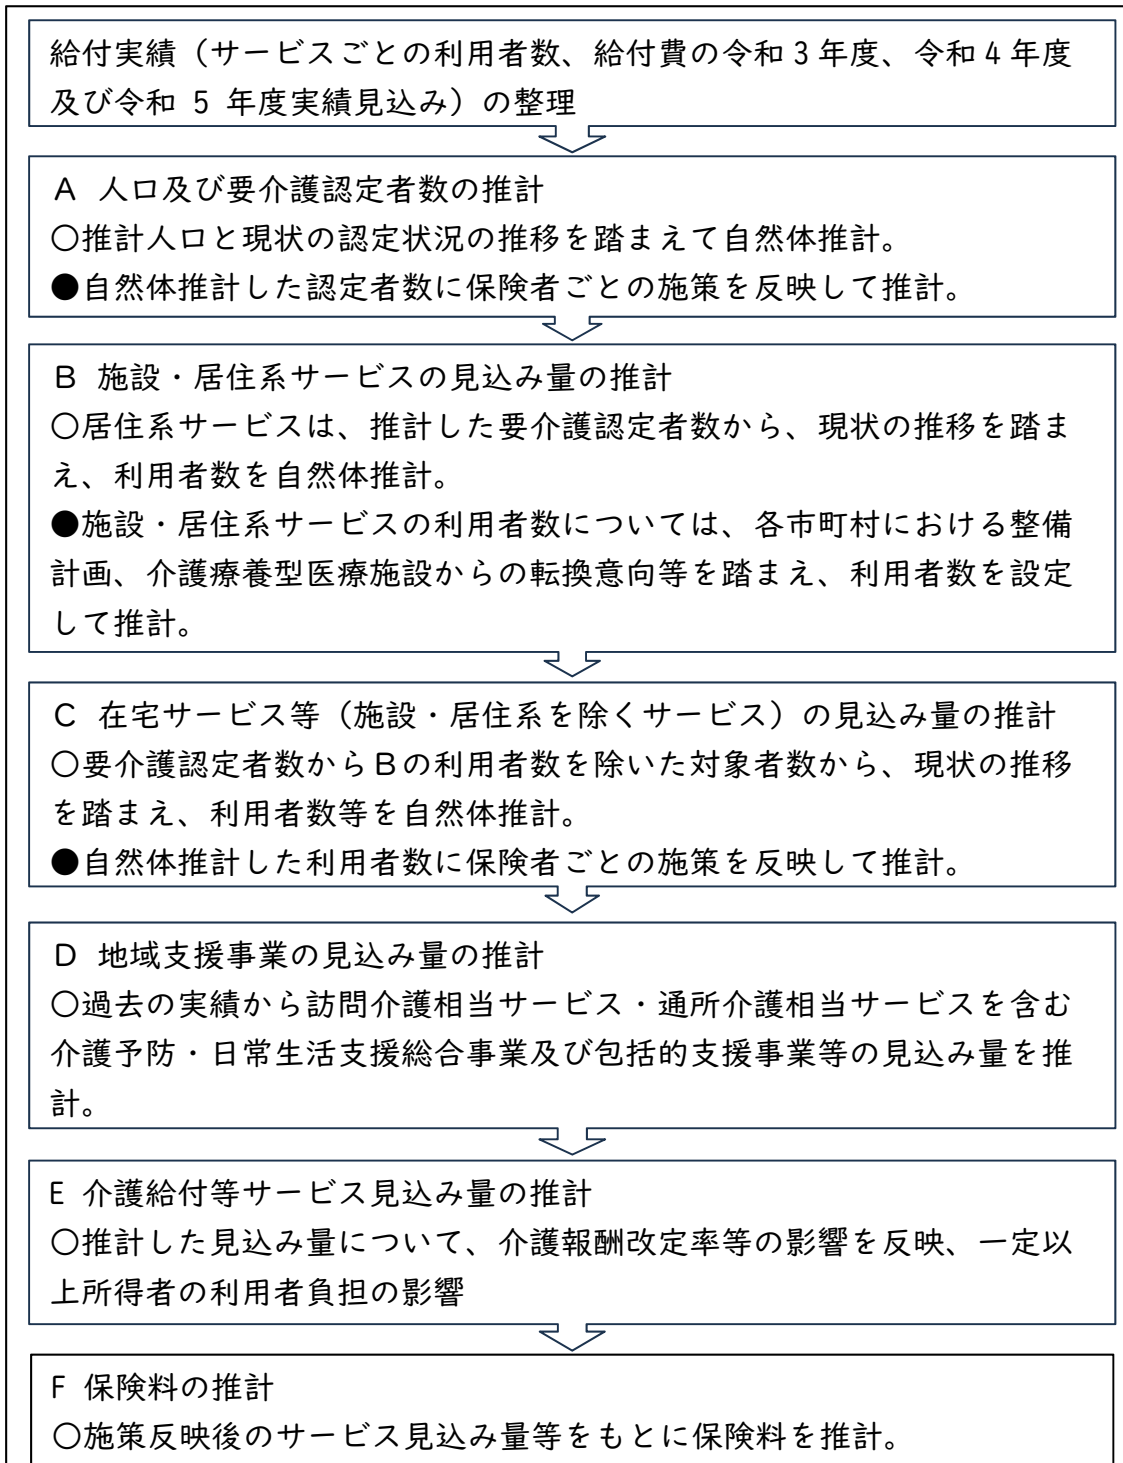 給付実績（サービスごとの利用者数、給付費の令和３年度、令和４年度
及び令和 ５ 年度実績見込み）の整理
Ａ 人口及び要介護認定者数の推計
○推計人口と現状の認定状況の推移を踏まえて自然体推計。
●自然体推計した認定者数に保険者ごとの施策を反映して推計。
Ｂ 施設・居住系サービスの見込み量の推計
○居住系サービスは、推計した要介護認定者数から、現状の推移を踏ま
え、利用者数を自然体推計。
●施設・居住系サービスの利用者数については、各市町村における整備
計画、介護療養型医療施設からの転換意向等を踏まえ、利用者数を設定
して推計。
Ｃ 在宅サービス等（施設・居住系を除くサービス）の見込み量の推計
○要介護認定者数からＢの利用者数を除いた対象者数から、現状の推移
を踏まえ、利用者数等を自然体推計。
●自然体推計した利用者数に保険者ごとの施策を反映して推計。
Ｄ 地域支援事業の見込み量の推計
○過去の実績から訪問介護相当サービス・通所介護相当サービスを含む
介護予防・日常生活支援総合事業及び包括的支援事業等の見込み量を推
計。
E 介護給付等サービス見込み量の推計
○推計した見込み量について、介護報酬改定率等の影響を反映、一定以
上所得者の利用者負担の影響
F 保険料の推計
○施策反映後のサービス見込み量等をもとに保険料を推計。